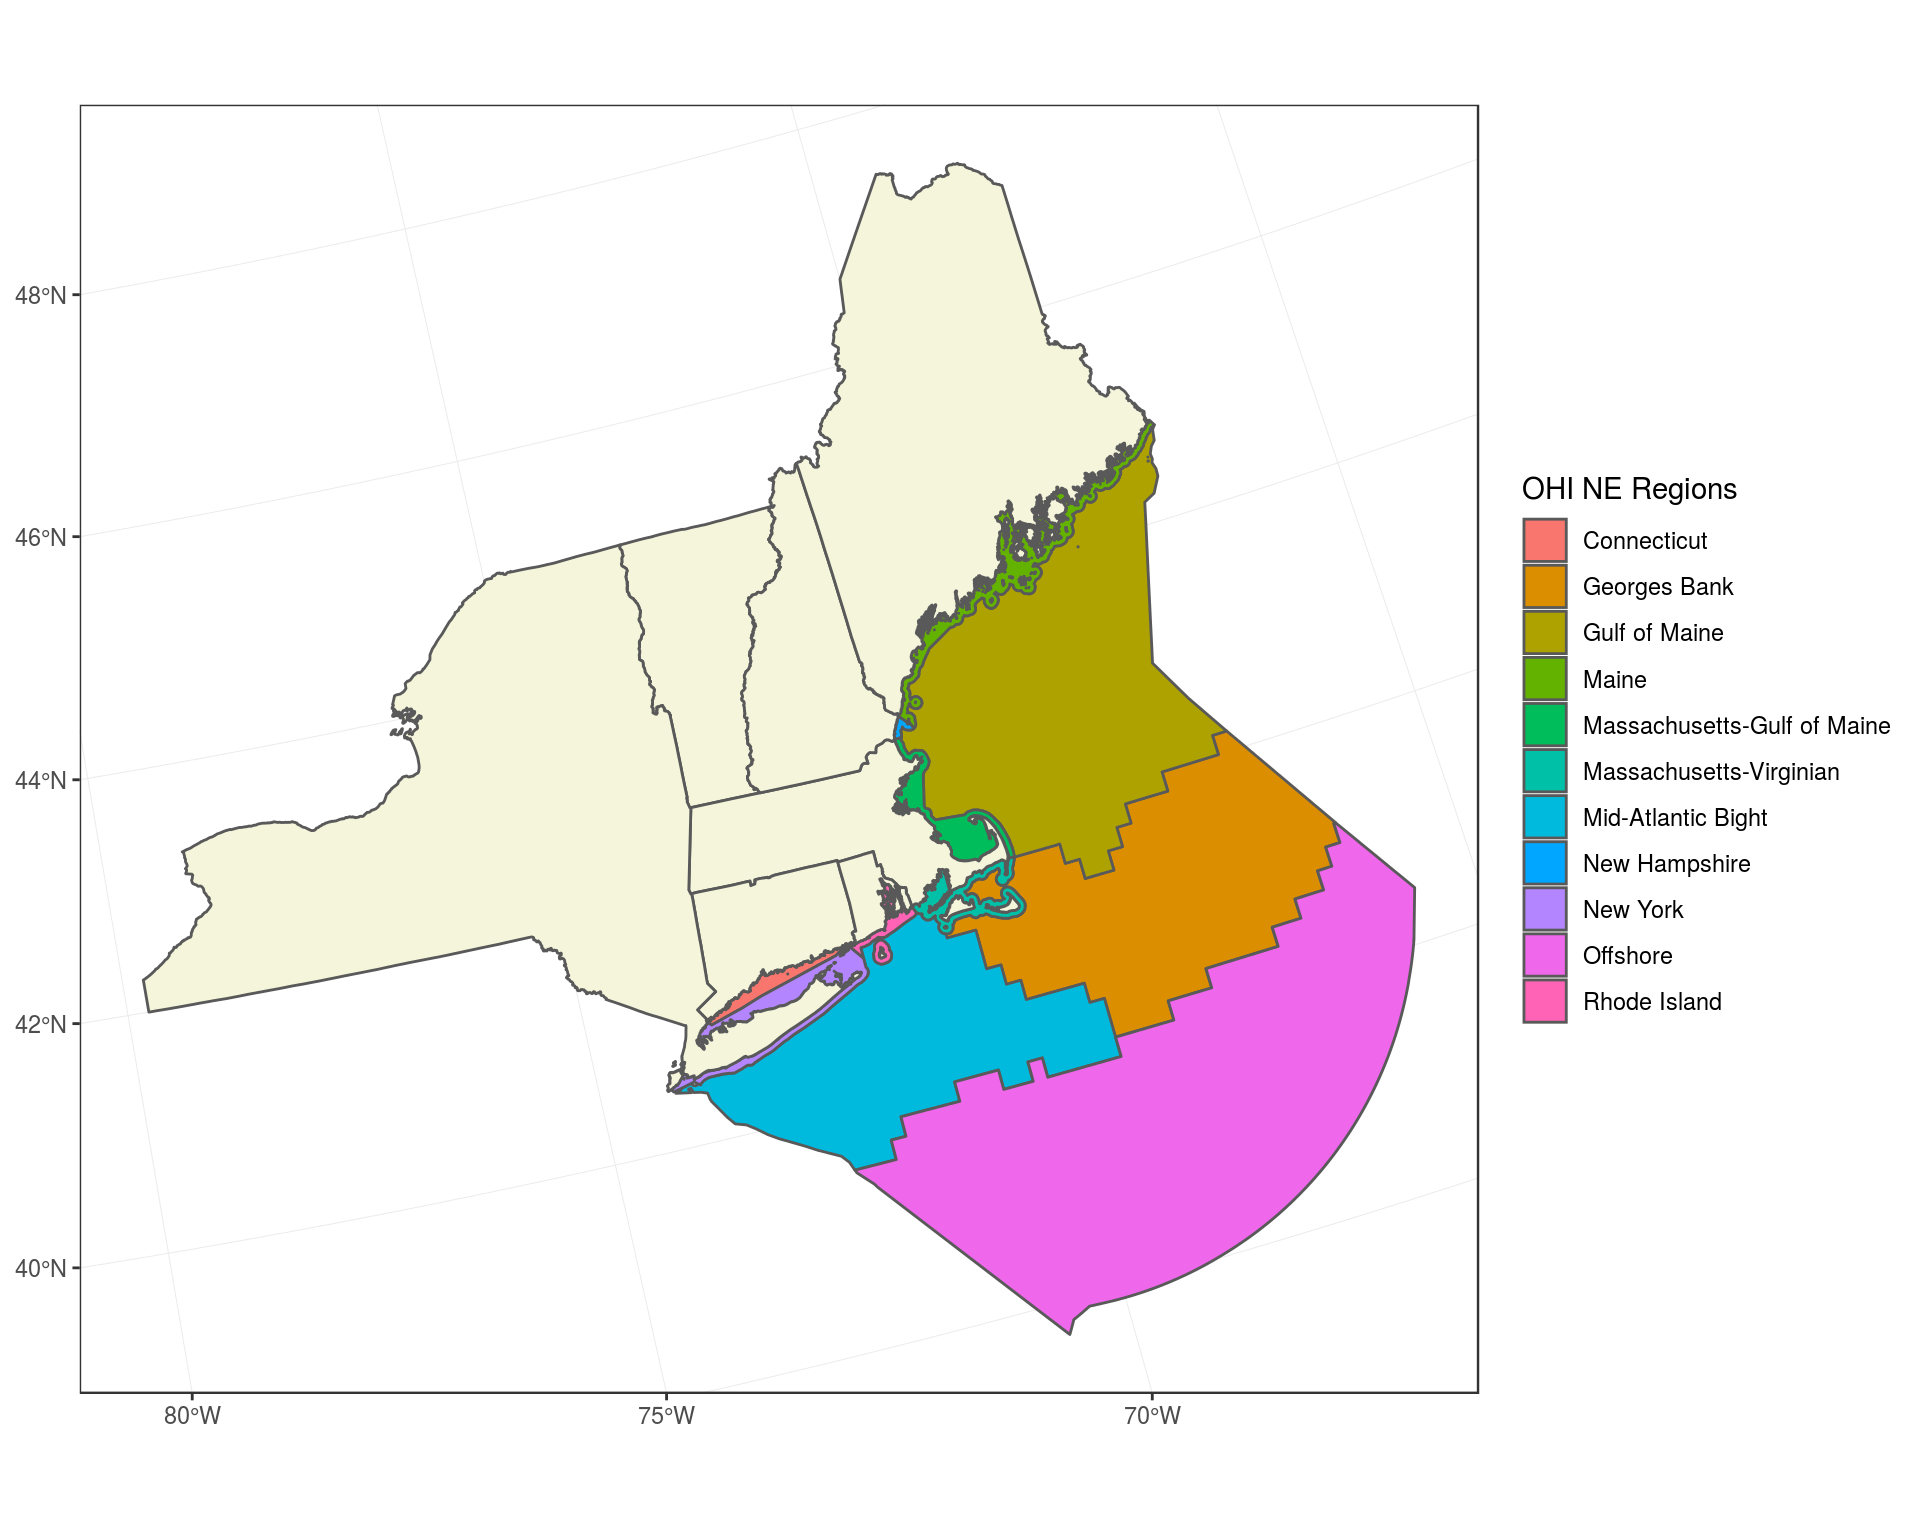 48°N
46°N
44°N
42°N
40°N
80°W
75°W
70°W
OHI NE Regions
Connecticut
Georges Bank
Gulf of Maine
Maine
Massachusetts-Gulf of Maine
Massachusetts-Virginian
Mid-Atlantic Bight
New Hampshire
New York
Offshore
Rhode Island